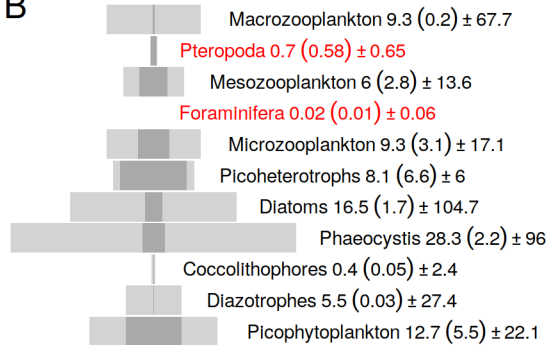 B
Macrozooplankton 9.3 (0.2) ± 67.7
Pteropoda 0.7 (0.58) ± 0.65
Mesozooplankton 6 (2.8) ± 13.6
Foraminifera 0.02 (0.01) ± 0.06
Microzooplankton 9.3 (3.1) ± 17.1
Picoheterotrophs 8.1 (6.6) ± 6
Diatoms 16.5 (1.7) ± 104.7
Phaeocystis 28.3 (2.2) ± 96
Coccolithophores 0.4 (0.05) ± 2.4
Diazotrophes 5.5 (0.03) ± 27.4
Picophytoplankton 12.7 (5.5) ± 22.1